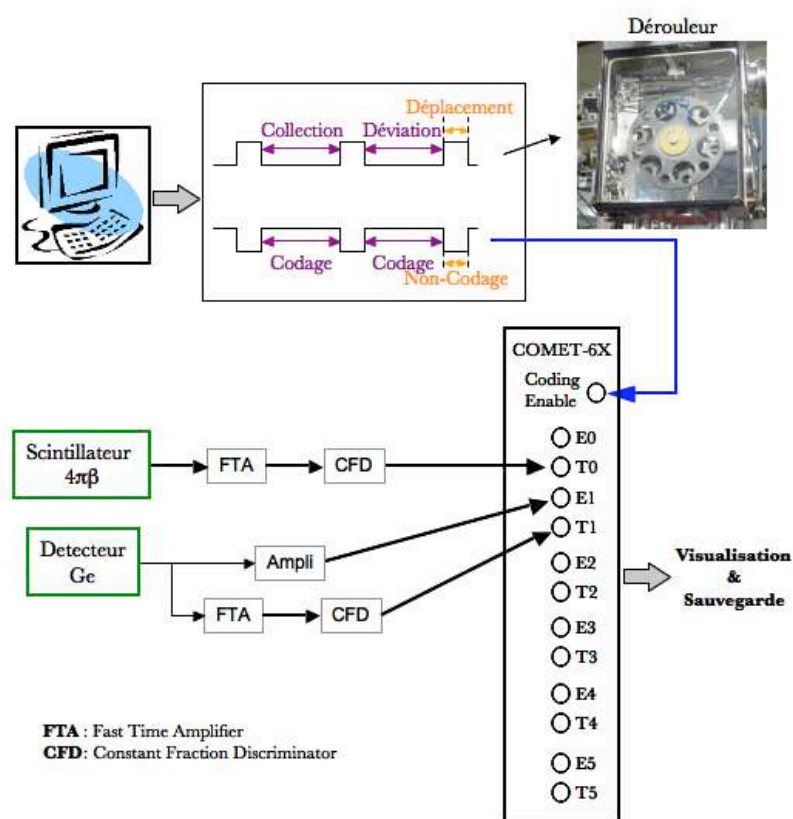 Dérouleur
Déplacement
Collection
Déviation
Codage
Codage
Non-Codage
COMET-6X
Coding
Enable
E0
Scintillateur
4πβ
FTA
CFD
T0
E1
Detecteur
Ge
Ampli
T1
FTA
CFD
E2
T2
Visualisation
&
Sauvegarde
E3
T3
E4
T4
E5
T5
FTA : Fast Time Amplifier
CFD: Constant Fraction Discriminator